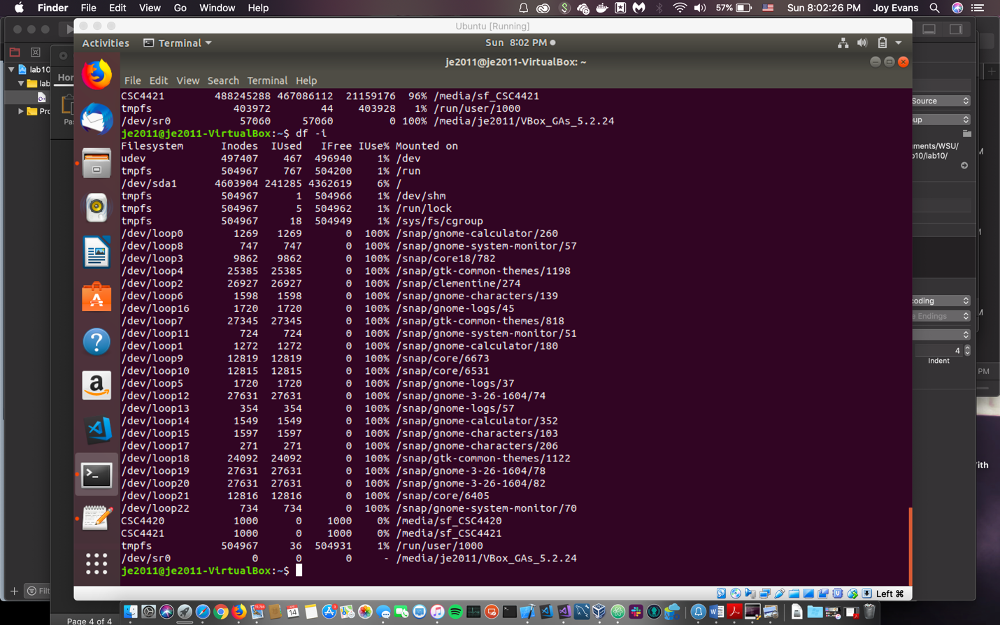 Finder File Edit View Go Window Help 57% Sun 8:02:26 PM Joy Evans
Ubuntu [Running]
Activities Terminal Sun 8:02 PM
je2011@je2011-VirtualBox: ~
File Edit View Search Terminal Help
CSC4421 488245288 467086112 21159176 96% /media/sf_CSC4421
tmpfs 403972 44 403928 1% /run/user/1000
/dev/sr0 57060 57060 0 100% /media/je2011/VBox_GAs_5.2.24
je2011@je2011-VirtualBox:~$ df -i
Filesystem Inodes IUsed IFree IUse% Mounted on
udev 497407 467 496940 1% /dev
tmpfs 504967 767 504200 1% /run
/dev/sda1 4603904 241285 4362619 6% /
tmpfs 504967 1 504966 1% /dev/shm
tmpfs 504967 5 504962 1% /run/lock
tmpfs 504967 18 504949 1% /sys/fs/cgroup
/dev/loop0 1269 1269 0 100% /snap/gnome-calculator/260
/dev/loop8 747 747 0 100% /snap/gnome-system-monitor/57
/dev/loop3 9862 9862 0 100% /snap/core18/782
/dev/loop4 25385 25385 0 100% /snap/gtk-common-themes/1198
/dev/loop2 26927 26927 0 100% /snap/clementine/274
/dev/loop6 1598 1598 0 100% /snap/gnome-characters/139
/dev/loop16 1720 1720 0 100% /snap/gnome-logs/45
/dev/loop7 27345 27345 0 100% /snap/gtk-common-themes/818
/dev/loop11 724 724 0 100% /snap/gnome-system-monitor/51
/dev/loop1 1272 1272 0 100% /snap/gnome-calculator/180
/dev/loop9 12819 12819 0 100% /snap/core/6673
/dev/loop10 12815 12815 0 100% /snap/core/6531
/dev/loop5 1720 1720 0 100% /snap/gnome-logs/37
/dev/loop12 27631 27631 0 100% /snap/gnome-3-26-1604/74
/dev/loop13 354 354 0 100% /snap/gnome-logs/57
/dev/loop14 1549 1549 0 100% /snap/gnome-calculator/352
/dev/loop15 1597 1597 0 100% /snap/gnome-characters/103
/dev/loop17 271 271 0 100% /snap/gnome-characters/206
/dev/loop18 24092 24092 0 100% /snap/gtk-common-themes/1122
/dev/loop19 27631 27631 0 100% /snap/gnome-3-26-1604/78
/dev/loop20 27631 27631 0 100% /snap/gnome-3-26-1604/82
/dev/loop21 12816 12816 0 100% /snap/core/6405
/dev/loop22 734 734 0 100% /snap/gnome-system-monitor/70
CSC4420 1000 0 1000 0% /media/sf_CSC4420
CSC4421 1000 0 1000 0% /media/sf_CSC4421
tmpfs 504967 36 504931 1% /run/user/1000
/dev/sr0 0 0 0 - /media/je2011/VBox_GAs_5.2.24
je2011@je2011-VirtualBox:~$
Left ⌘
lab10
lab
Pro
Hor
Pas
Filt
Page 4 of 4
Source
up
uments/WSU/
b10/lab10/
coding
e Endings
4
Indent
PM
ith
14